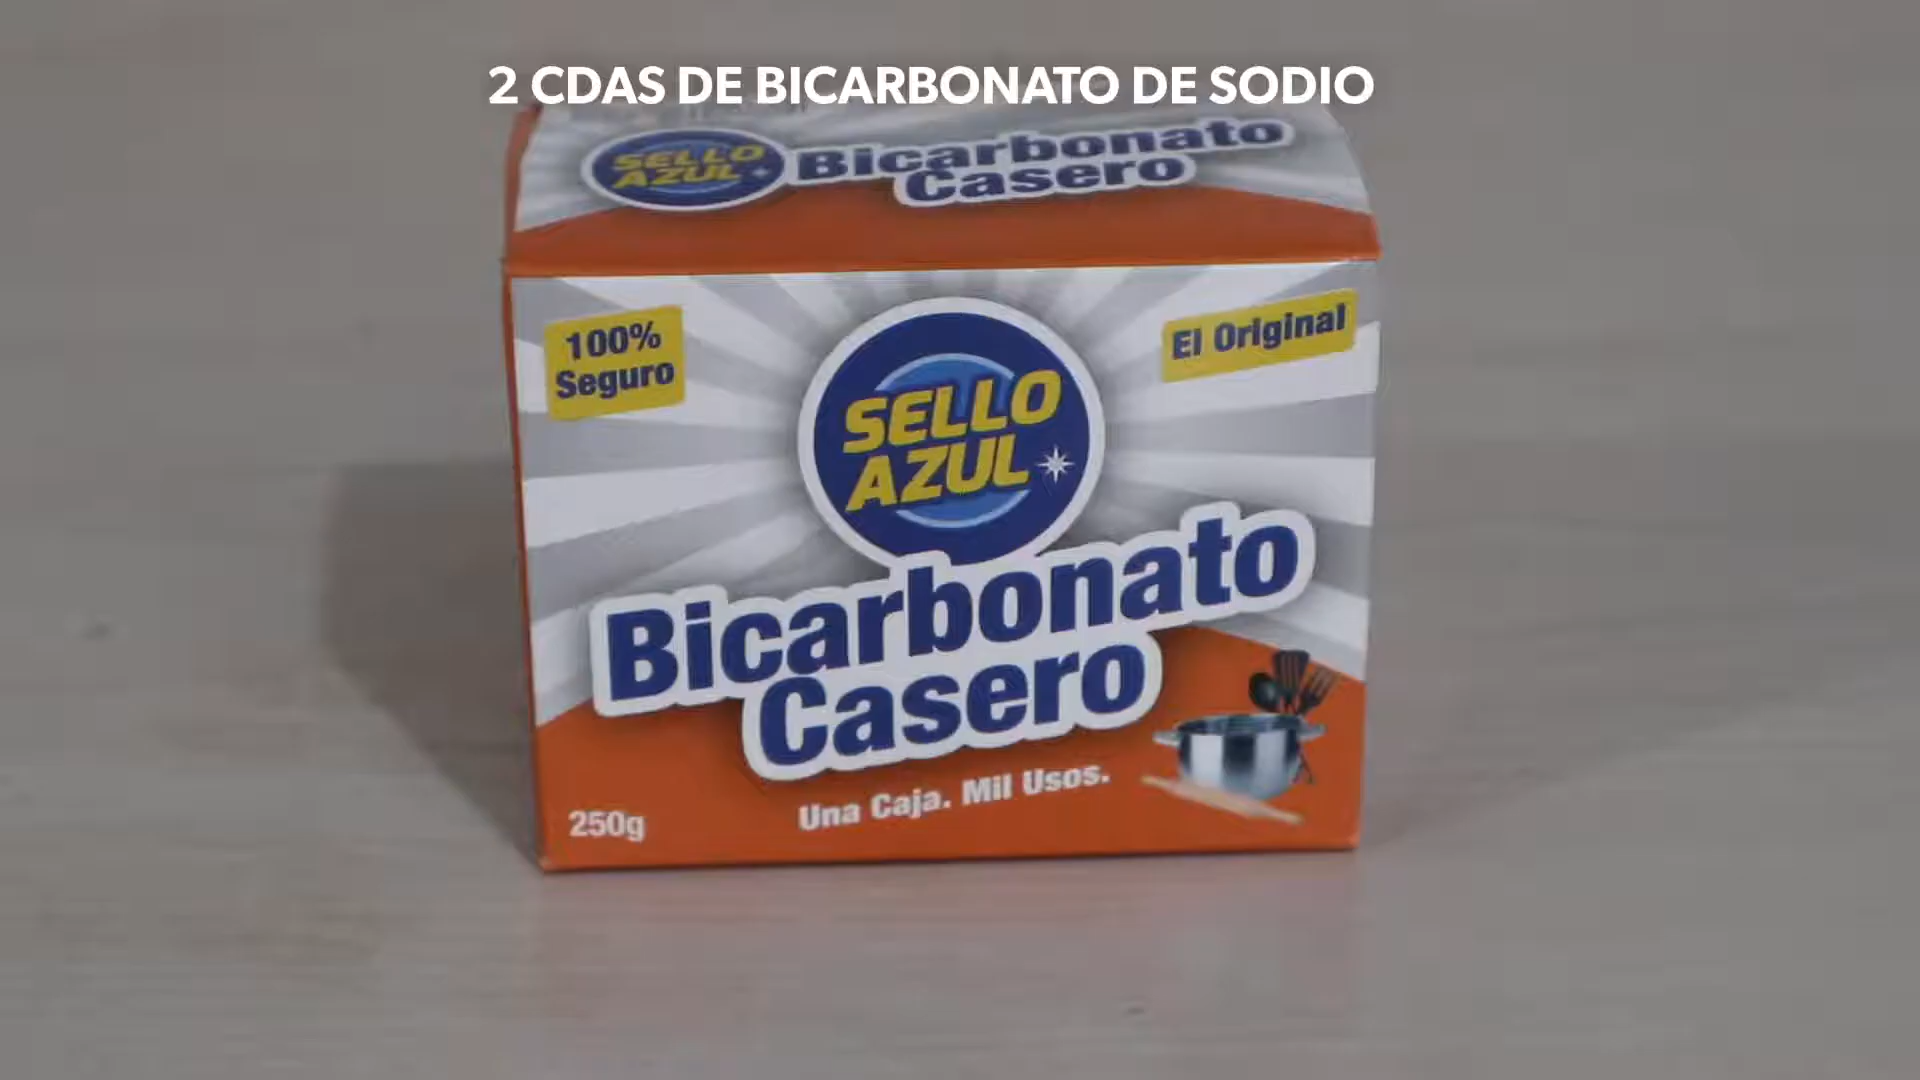 2 CDAS DE BICARBONATO DE SODIO
SELLO
AZUL
Bicarbonato
Casero
100%
Seguro
El Original
SELLO
AZUL
Bicarbonato
Casero
Una Caja. Mil Usos.
250g